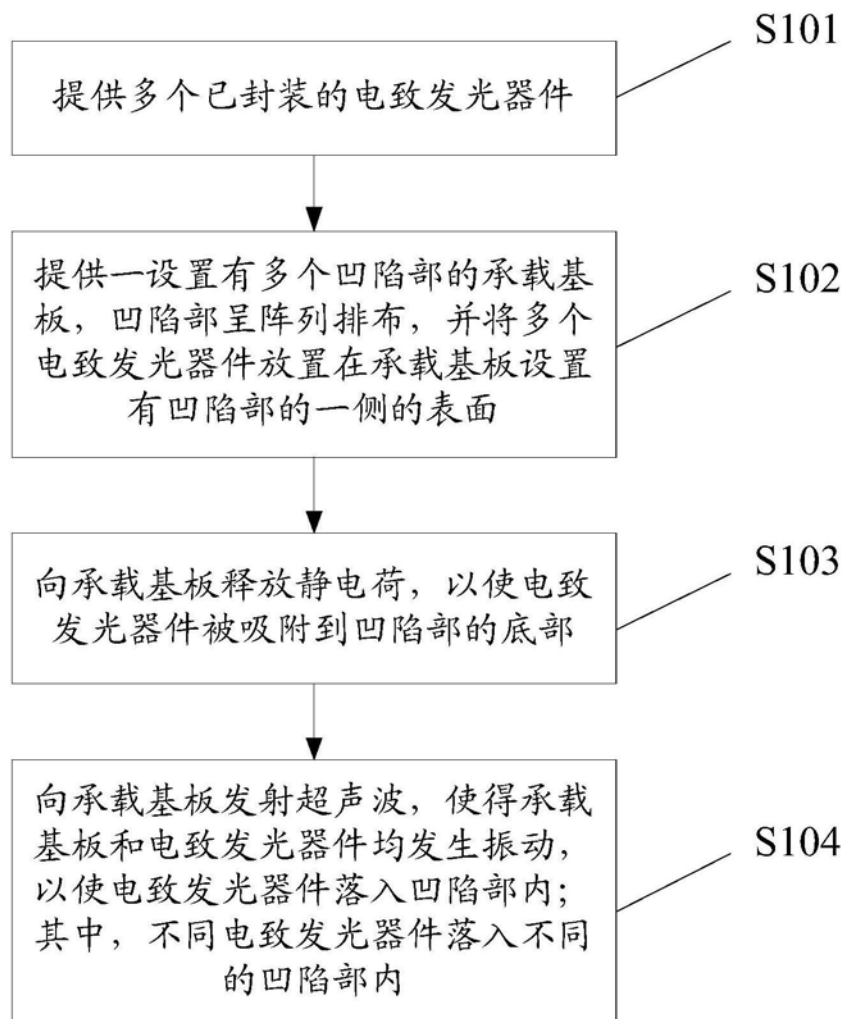 S101
提供多个已封装的电致发光器件
提供一设置有多个凹陷部的承载基
板，凹陷部呈阵列排布，并将多个
电致发光器件放置在承载基板设置
有凹陷部的一侧的表面
S102
向承载基板释放静电荷，以使电致
发光器件被吸附到凹陷部的底部
S103
向承载基板发射超声波，使得承载
基板和电致发光器件均发生振动，
以使电致发光器件落入凹陷部内；
其中，不同电致发光器件落入不同
的凹陷部内
S104